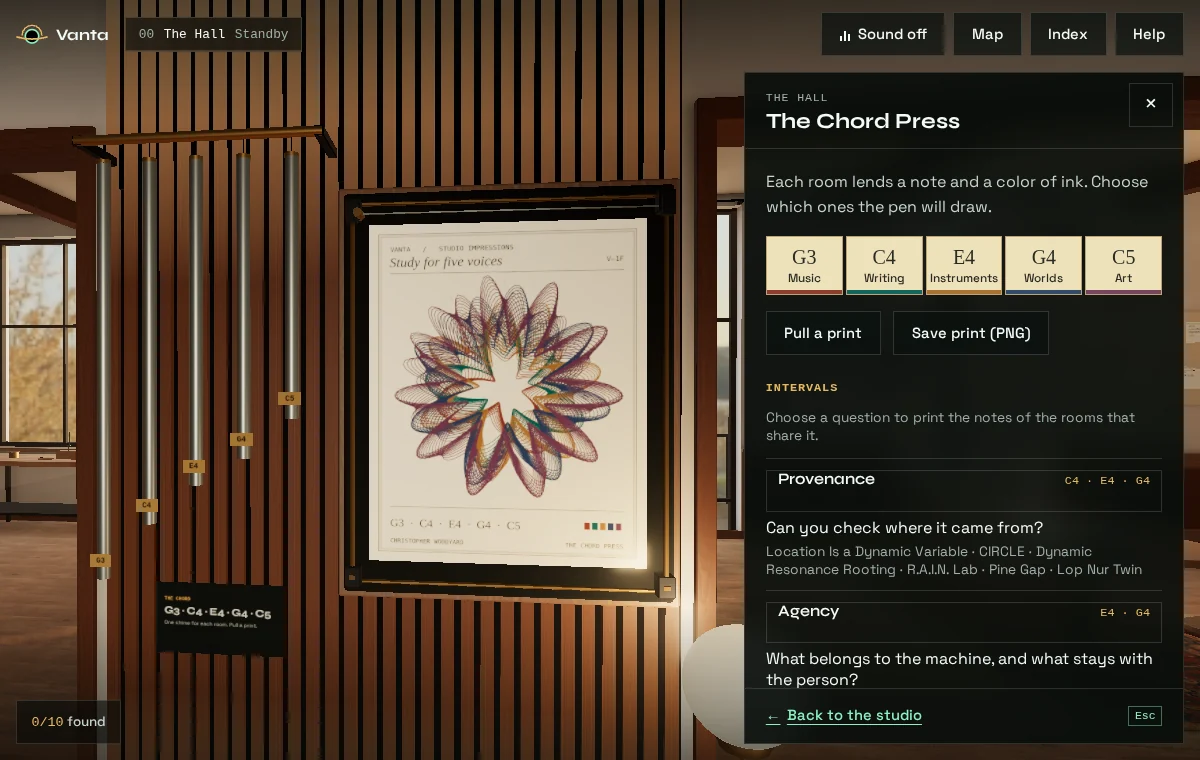 Vanta
00 The Hall Standby
Sound off
Map
Index
Help
THE HALL
The Chord Press
×
Each room lends a note and a color of ink. Choose
which ones the pen will draw.
G3
Music
C4
Writing
E4
Instruments
G4
Worlds
C5
Art
Pull a print
Save print (PNG)
INTERVALS
Choose a question to print the notes of the rooms that
share it.
Provenance
C4 · E4 · G4
Can you check where it came from?
Location Is a Dynamic Variable · CIRCLE · Dynamic
Resonance Rooting · R.A.I.N. Lab · Pine Gap · Lop Nur Twin
Agency
E4 · G4
What belongs to the machine, and what stays with
the person?
← Back to the studio
Esc
VANTA / STUDIO IMPRESSIONS
Study for five voices
G3 · C4 · E4 · G4 · C5
CHRISTOPHER WOODYARD
THE CHORD PRESS
C5
G4
E4
C4
G3
THE CHORD
G3 · C4 · E4 · G4 · C5
One chime for each room. Pull a print.
0/10 found